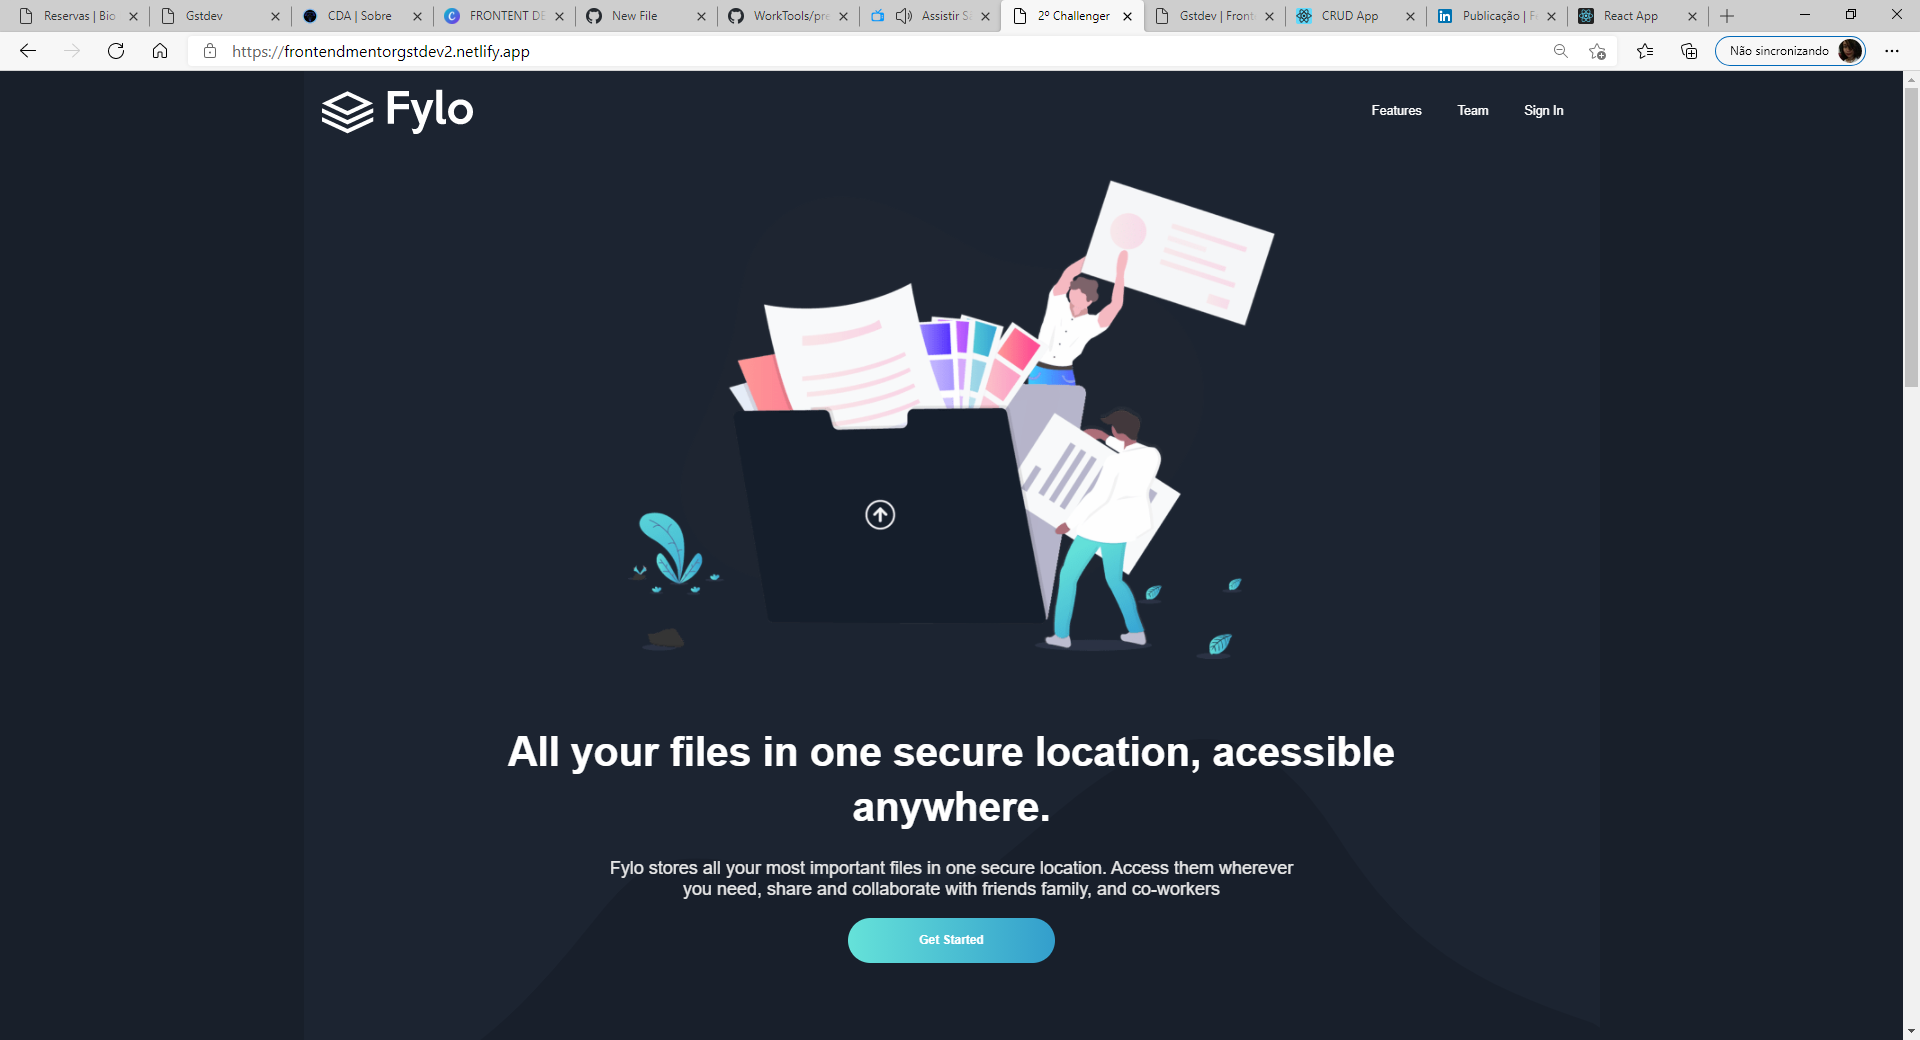 Reservas | Bio
Gstdev
CDA | Sobre
FRONTENT DE
New File
WorkTools/pre
Assistir S
2º Challenger
Gstdev | Front
CRUD App
Publicação | F
React App
https://frontendmentorgstdev2.netlify.app
Não sincronizando
Fylo
Features
Team
Sign In
All your files in one secure location, acessible
anywhere.
Fylo stores all your most important files in one secure location. Access them wherever
you need, share and collaborate with friends family, and co-workers
Get Started